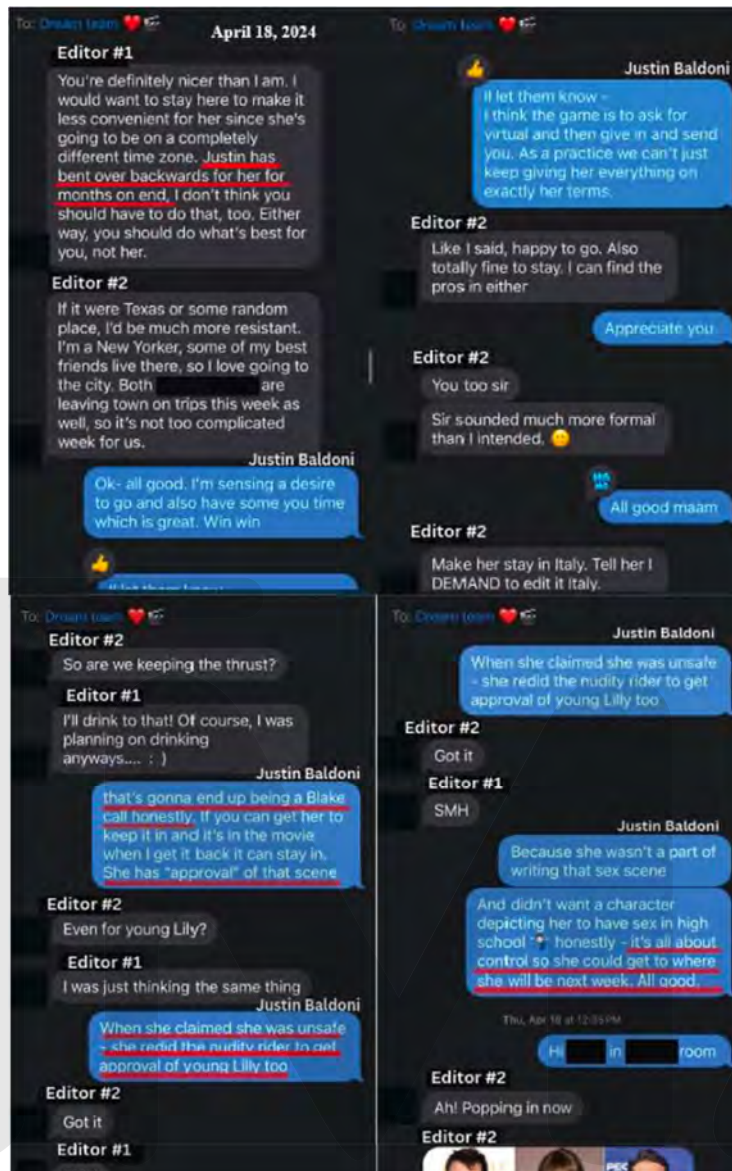 To: Dream team ❤️🎬
April 18, 2024
Editor #1
You're definitely nicer than I am. I
would want to stay here to make it
less convenient for her since she's
going to be on a completely
different time zone. Justin has
bent over backwards for her for
months on end, I don't think you
should have to do that, too. Either
way, you should do what's best for
you, not her.
Editor #2
If it were Texas or some random
place, I'd be much more resistant.
I'm a New Yorker, some of my best
friends live there, so I love going to
the city. Both are
leaving town on trips this week as
well, so it's not too complicated
week for us.
Justin Baldoni
Ok- all good. I'm sensing a desire
to go and also have some you time
which is great. Win win
👍
ll let them know
To: Dream team ❤️🎬
👍
Justin Baldoni
ll let them know -
I think the game is to ask for
virtual and then give in and send
you. As a practice we can't just
keep giving her everything on
exactly her terms.
Editor #2
Like I said, happy to go. Also
totally fine to stay. I can find the
pros in either
Appreciate you
Editor #2
You too sir
Sir sounded much more formal
than I intended.
HA HA
All good maam
Editor #2
Make her stay in Italy. Tell her I
DEMAND to edit it Italy.
To: Dream team ❤️🎬
Editor #2
So are we keeping the thrust?
Editor #1
I'll drink to that! Of course, I was
planning on drinking
anyways.... : )
Justin Baldoni
that's gonna end up being a Blake
call honestly. If you can get her to
keep it in and it's in the movie
when I get it back it can stay in.
She has "approval" of that scene
Editor #2
Even for young Lily?
Editor #1
I was just thinking the same thing
Justin Baldoni
When she claimed she was unsafe
- she redid the nudity rider to get
approval of young Lilly too
Editor #2
Got it
Editor #1
To: Dream team ❤️🎬
Justin Baldoni
When she claimed she was unsafe
- she redid the nudity rider to get
approval of young Lilly too
Editor #2
Got it
Editor #1
SMH
Justin Baldoni
Because she wasn't a part of
writing that sex scene
And didn't want a character
depicting her to have sex in high
school honestly - it's all about
control so she could get to where
she will be next week. All good.
Thu, Apr 18 at 12:35 PM
Hi in room
Editor #2
Ah! Popping in now
Editor #2